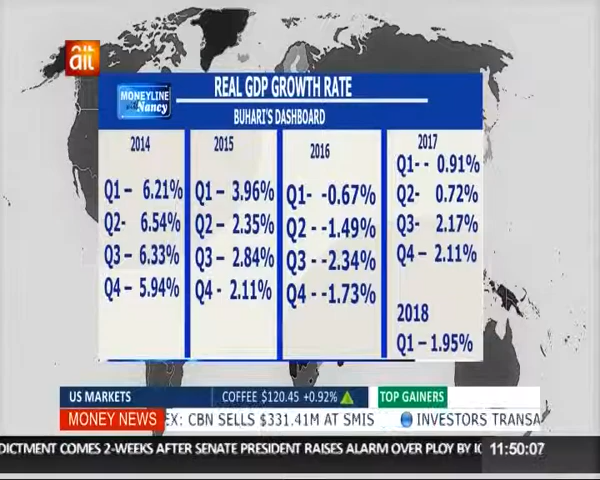 ait
REAL GDP GROWTH RATE
MONEYLINE
with Nancy
BUHARI'S DASHBOARD
2014
Q1 – 6.21%
Q2- 6.54%
Q3 – 6.33%
Q4 – 5.94%
2015
Q1 – 3.96%
Q2 – 2.35%
Q3 – 2.84%
Q4 - 2.11%
2016
Q1- -0.67%
Q2 - -1.49%
Q3 - -2.34%
Q4 - -1.73%
2017
Q1- - 0.91%
Q2- 0.72%
Q3- 2.17%
Q4 – 2.11%
2018
Q1 – 1.95%
US MARKETS COFFEE $120.45 +0.92% TOP GAINERS
MONEY NEWS EX: CBN SELLS $331.41M AT SMIS INVESTORS TRANSA
DICTMENT COMES 2-WEEKS AFTER SENATE PRESIDENT RAISES ALARM OVER PLOY BY IG 11:50:07